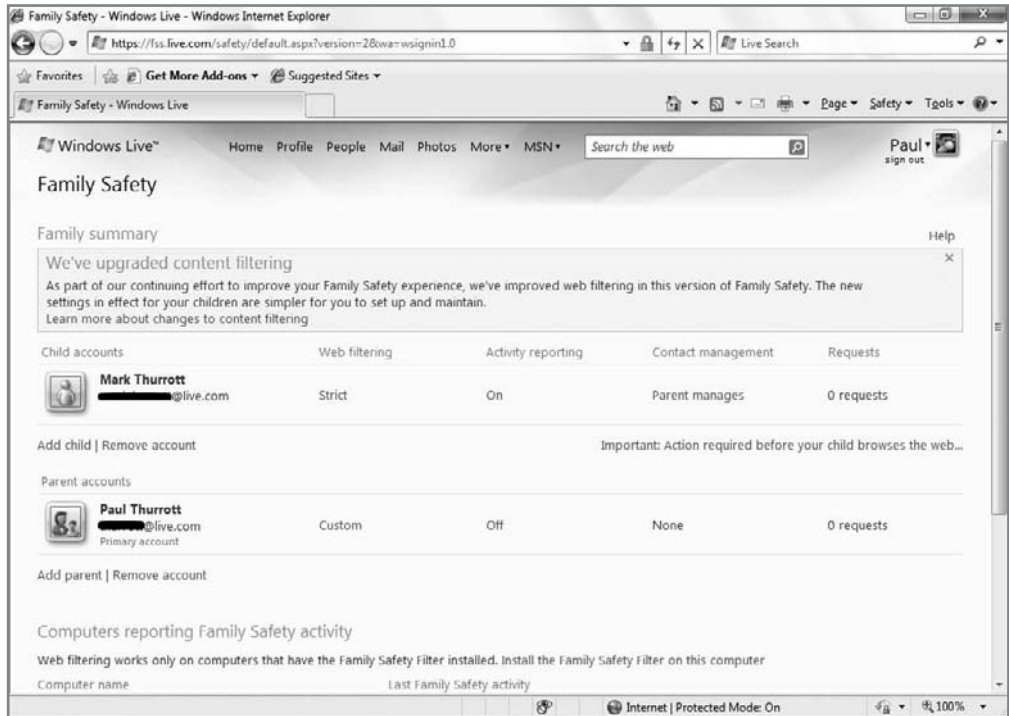 Family Safety - Windows Live - Windows Internet Explorer
https://fss.live.com/safety/default.aspx?version=2&wa=wsignin1.0
Live Search
Favorites
Get More Add-ons
Suggested Sites
Family Safety - Windows Live
Page
Safety
Tools
Windows Live™
Home Profile People Mail Photos More MSN
Search the web
Paul
sign out
Family Safety
Family summary
Help
We've upgraded content filtering
As part of our continuing effort to improve your Family Safety experience, we've improved web filtering in this version of Family Safety. The new
settings in effect for your children are simpler for you to set up and maintain.
Learn more about changes to content filtering
Child accounts Web filtering Activity reporting Contact management Requests
Mark Thurrott
@live.com Strict On Parent manages 0 requests
Add child | Remove account Important: Action required before your child browses the web...
Parent accounts
Paul Thurrott
@live.com Custom Off None 0 requests
Primary account
Add parent | Remove account
Computers reporting Family Safety activity
Web filtering works only on computers that have the Family Safety Filter installed. Install the Family Safety Filter on this computer
Computer name Last Family Safety activity
Internet | Protected Mode: On
100%